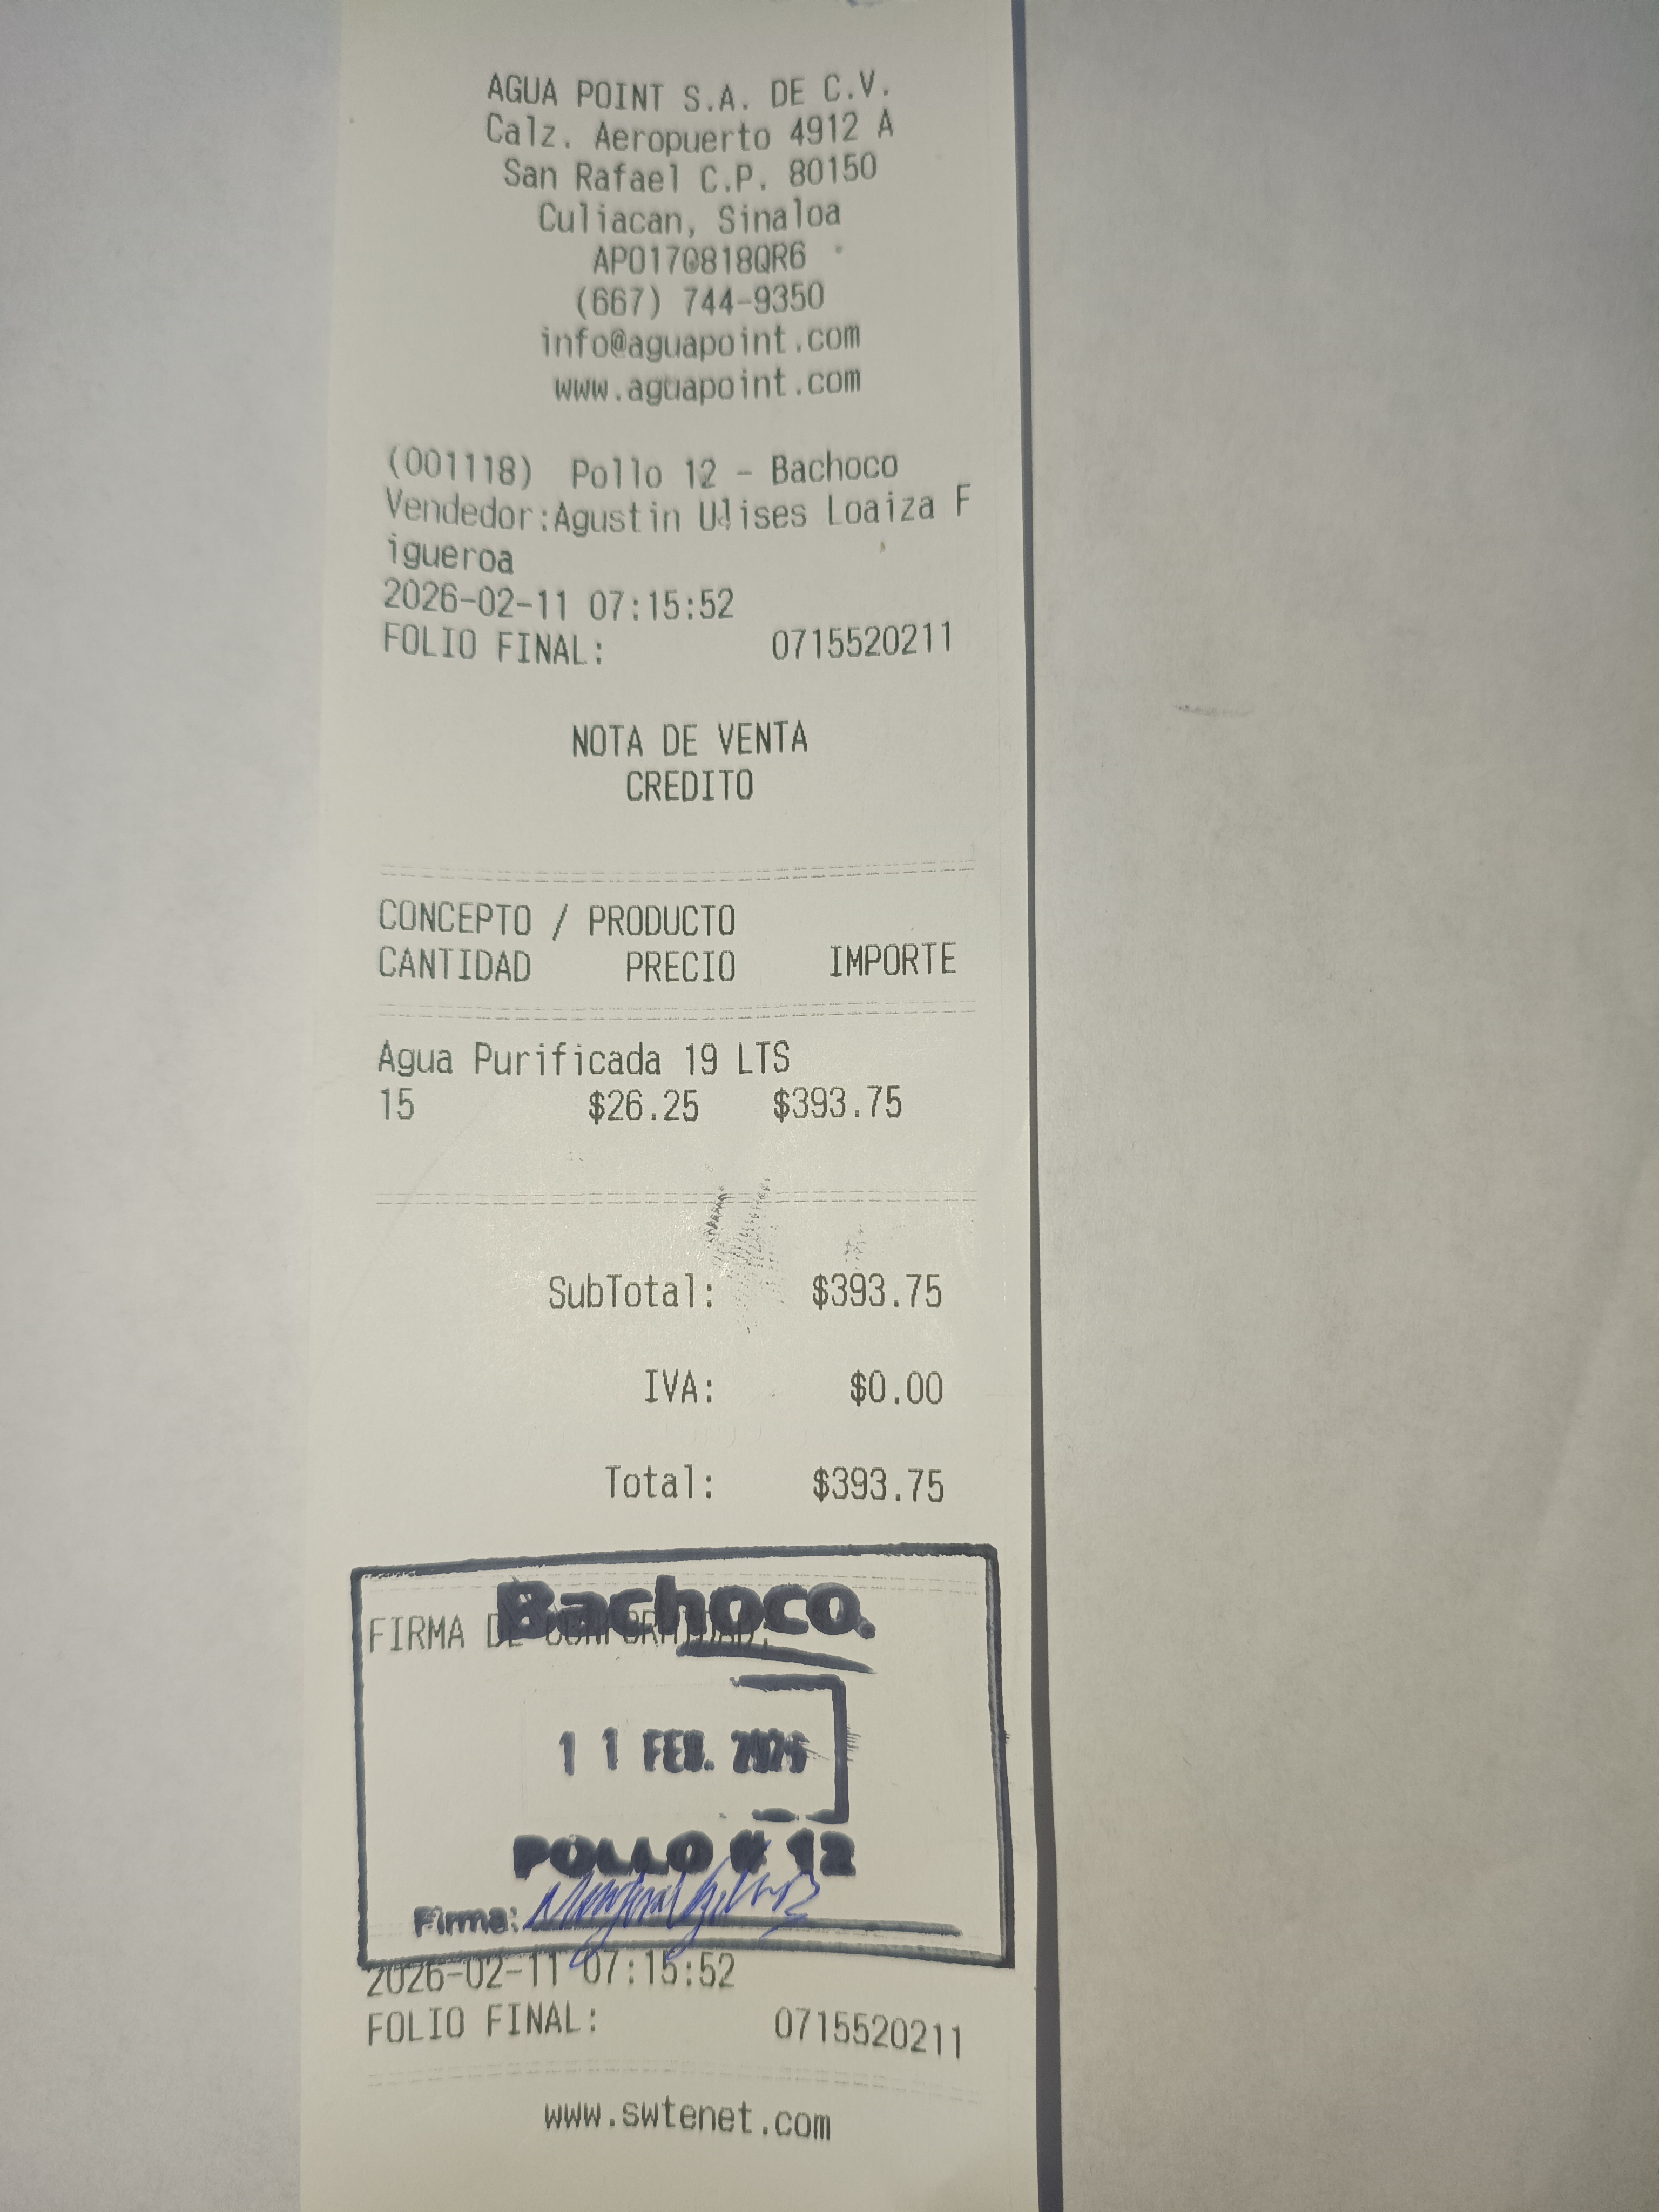 AGUA POINT S.A. DE C.V.
Calz. Aeropuerto 4912 A
San Rafael C.P. 80150
Culiacan, Sinaloa
APO170818QR6
(667) 744-9350
info@aguapoint.com
www.aguapoint.com
(001118) Pollo 12 - Bachoco
Vendedor:Agustin Ulises Loaiza F
igueroa
2026-02-11 07:15:52
FOLIO FINAL: 0715520211
NOTA DE VENTA
CREDITO
CONCEPTO / PRODUCTO
CANTIDAD PRECIO IMPORTE
Agua Purificada 19 LTS
15 $26.25 $393.75
SubTotal: $393.75
IVA: $0.00
Total: $393.75
Bachoco.
FIRMA DE CONFORMIDAD.
11 FEB. 2026
POLLO # 12
Firma:
2026-02-11 07:15:52
FOLIO FINAL: 0715520211
www.swtenet.com